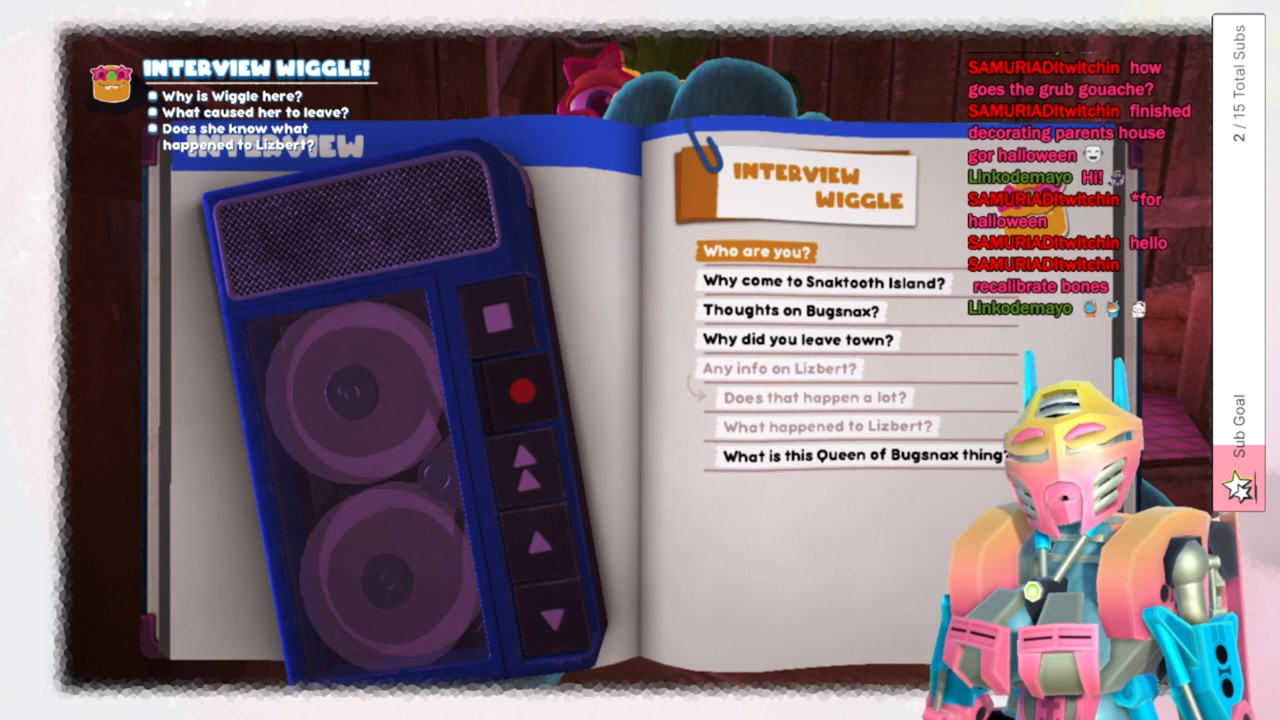 INTERVIEW WIGGLE!
Why is Wiggle here?
What caused her to leave?
Does she know what
happened to Lizbert?
INTERVIEW
INTERVIEW
WIGGLE
Who are you?
Why come to Snaktooth Island?
Thoughts on Bugsnax?
Why did you leave town?
Any info on Lizbert?
Does that happen a lot?
What happened to Lizbert?
What is this Queen of Bugsnax thing?
SAMURIADItwitchin how
goes the grub gouache?
SAMURIADItwitchin finished
decorating parents house
gor halloween
Linkodemayo HI!
SAMURIADItwitchin *for
halloween
SAMURIADItwitchin hello
SAMURIADItwitchin
recalibrate bones
Linkodemayo
2 / 15 Total Subs
Sub Goal